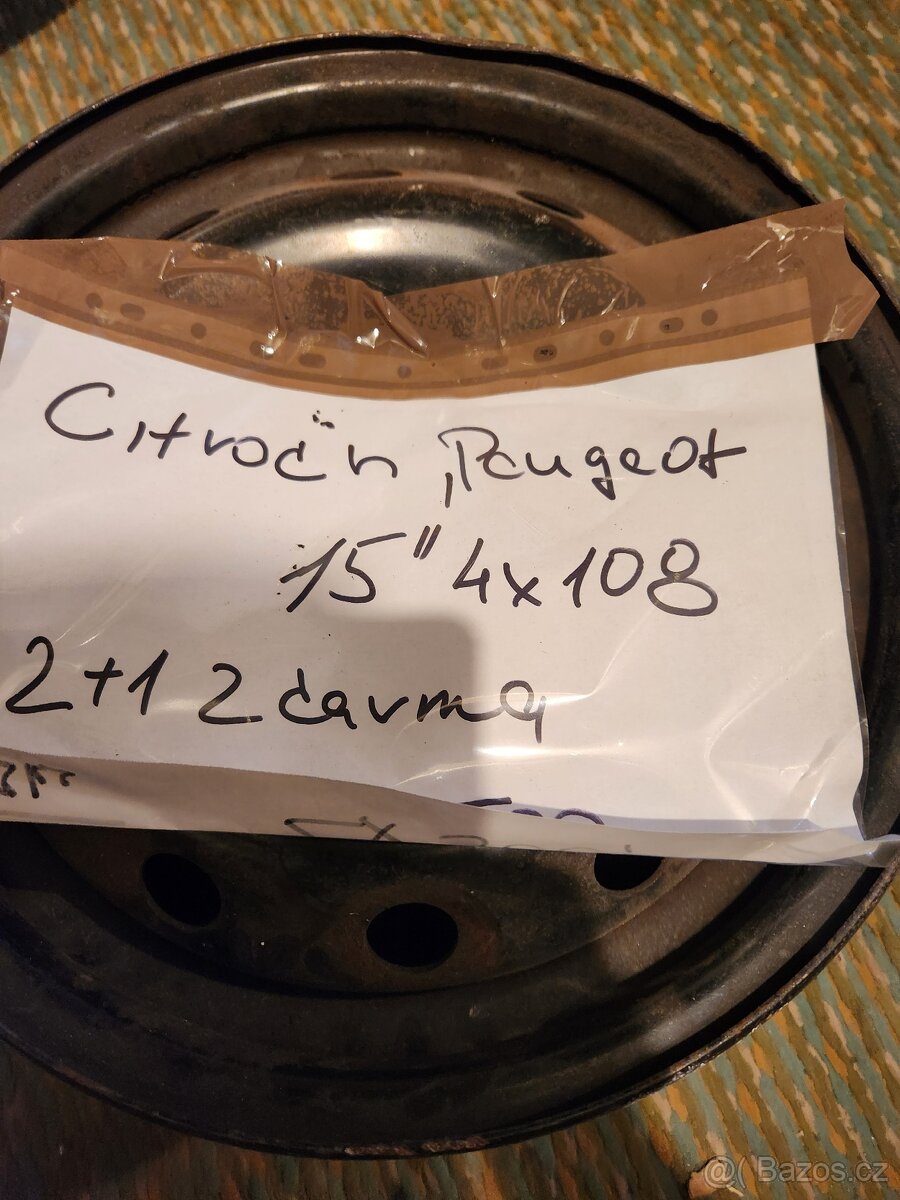 Citroën, Peugeot
15" 4x108
2+1 zdarma
@( Bazos.cz